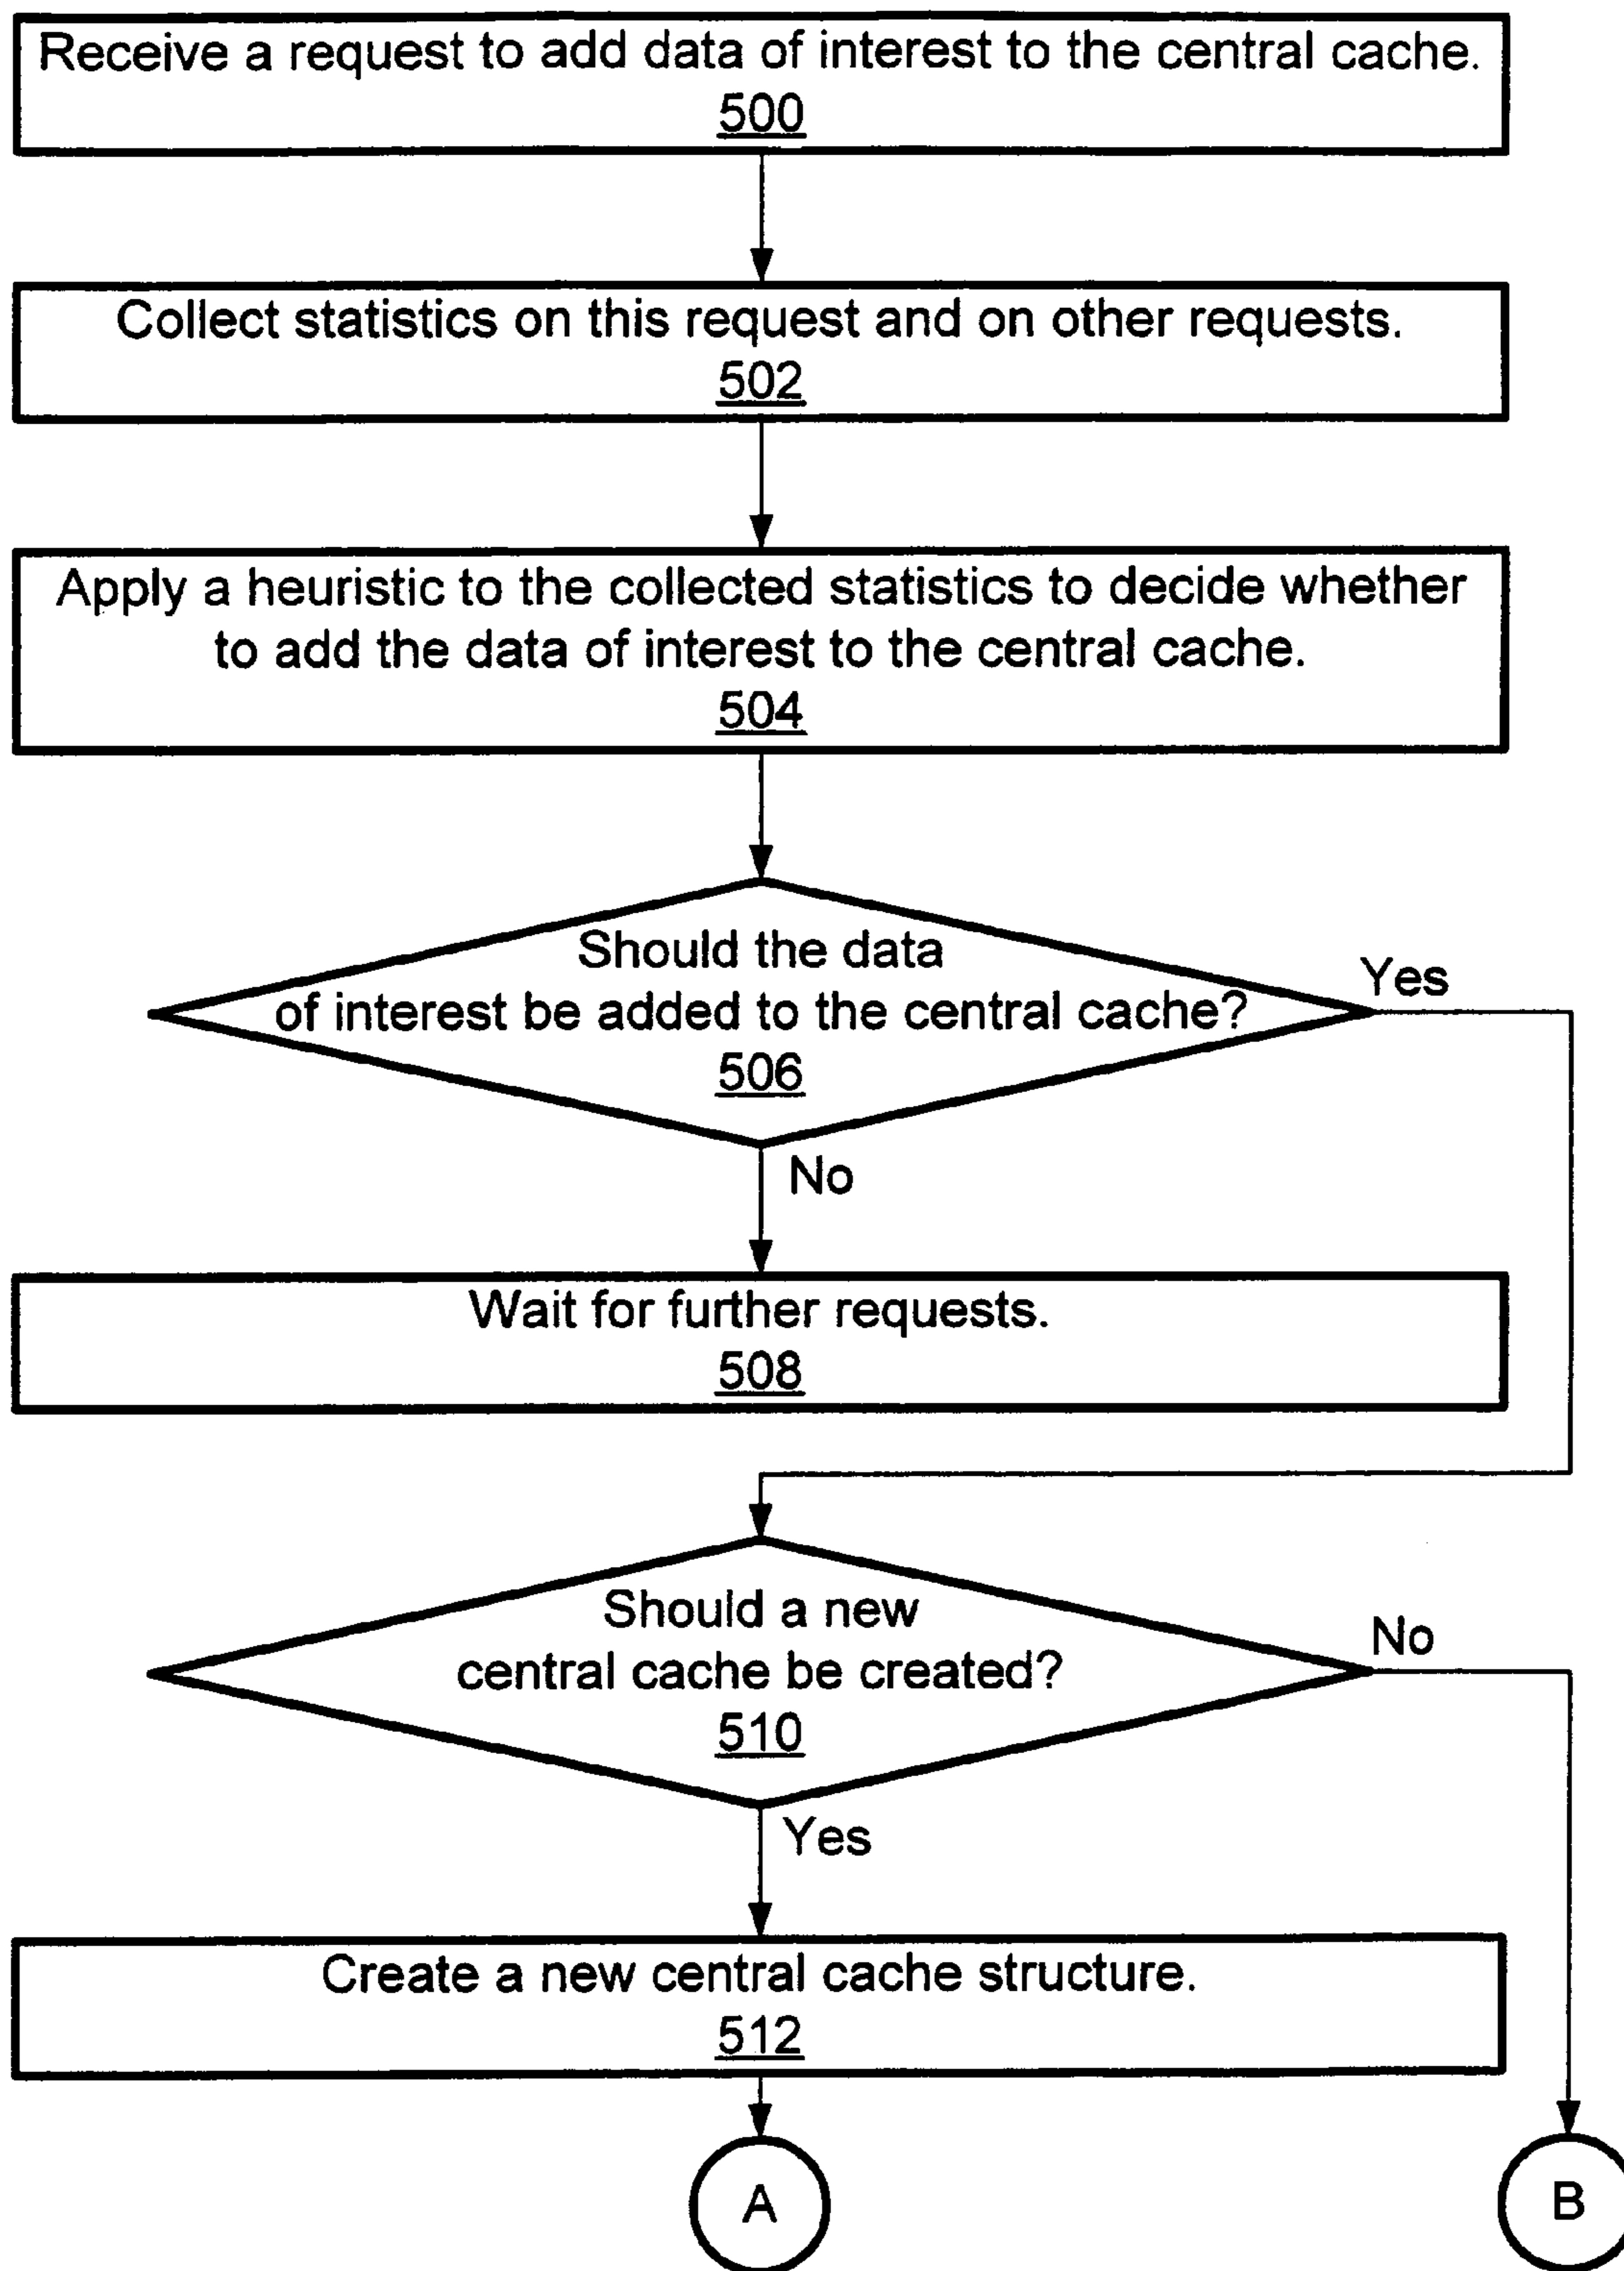 Receive a request to add data of interest to the central cache.
500
Collect statistics on this request and on other requests.
502
Apply a heuristic to the collected statistics to decide whether
to add the data of interest to the central cache.
504
Should the data
of interest be added to the central cache?
506
Yes
No
Wait for further requests.
508
Should a new
central cache be created?
510
No
Yes
Create a new central cache structure.
512
A
B